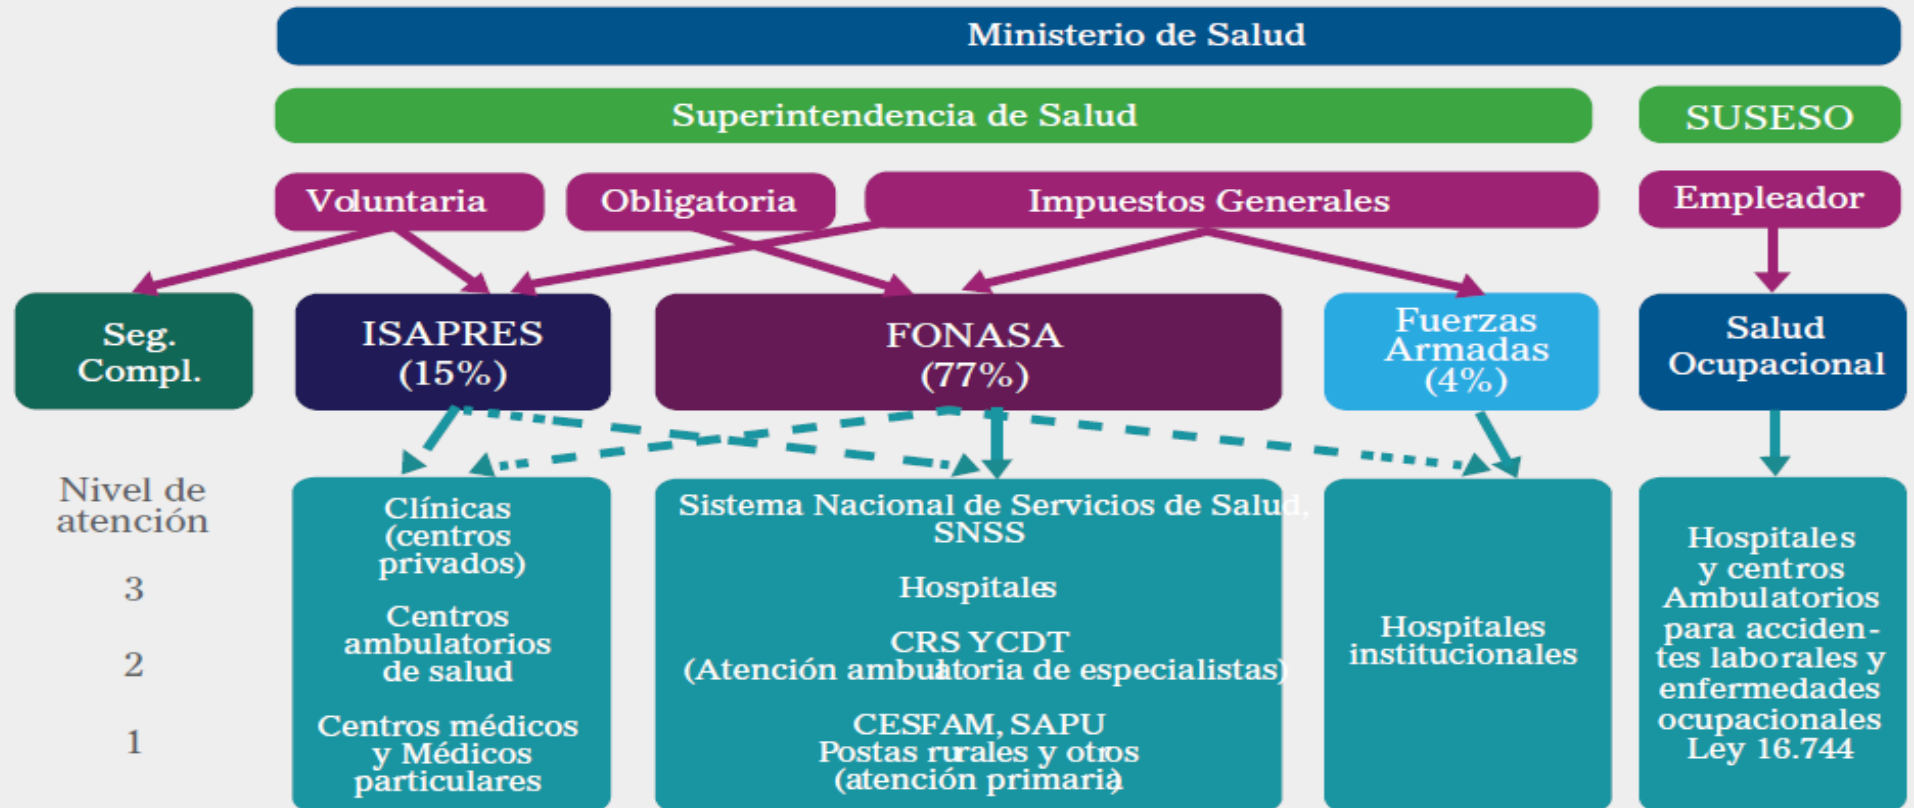 Ministerio de Salud
Superintendencia de Salud
SUSESO
Voluntaria
Obligatoria
Impuestos Generales
Empleador
Seg.
Compl.
ISAPRES
(15%)
FONASA
(77%)
Fuerzas
Armadas
(4%)
Salud
Ocupacional
Nivel de
atención
3
2
1
Clínicas
(centros
privados)
Centros
ambulatorios
de salud
Centros médicos
y Médicos
particulares
Sistema Nacional de Servicios de Salud,
SNSS
Hospitales
CRS YCDT
(Atención ambulatoria de especialistas)
CESFAM, SAPU
Postas rurales y otros
(atención primaria)
Hospitales
institucionales
Hospitales
y centros
Ambulatorios
para acciden-
tes laborales y
enfermedades
ocupacionales
Ley 16.744